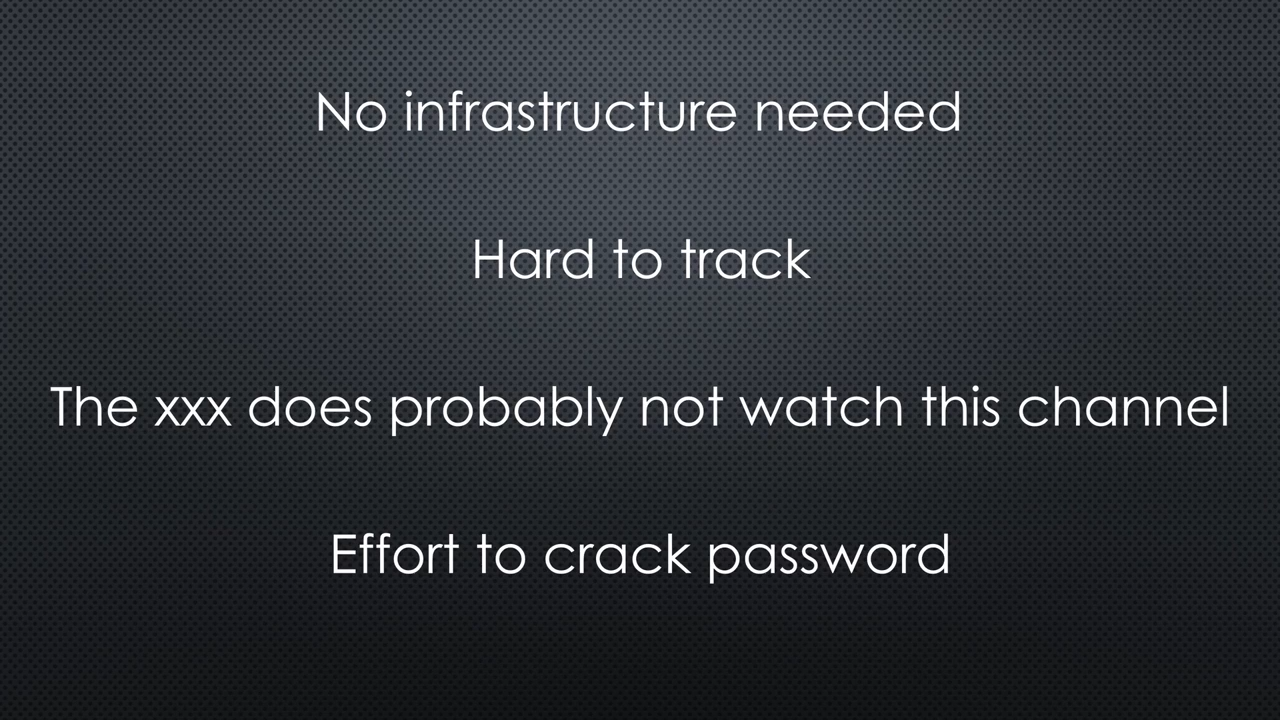 No infrastructure needed
Hard to track
The xxx does probably not watch this channel
Effort to crack password